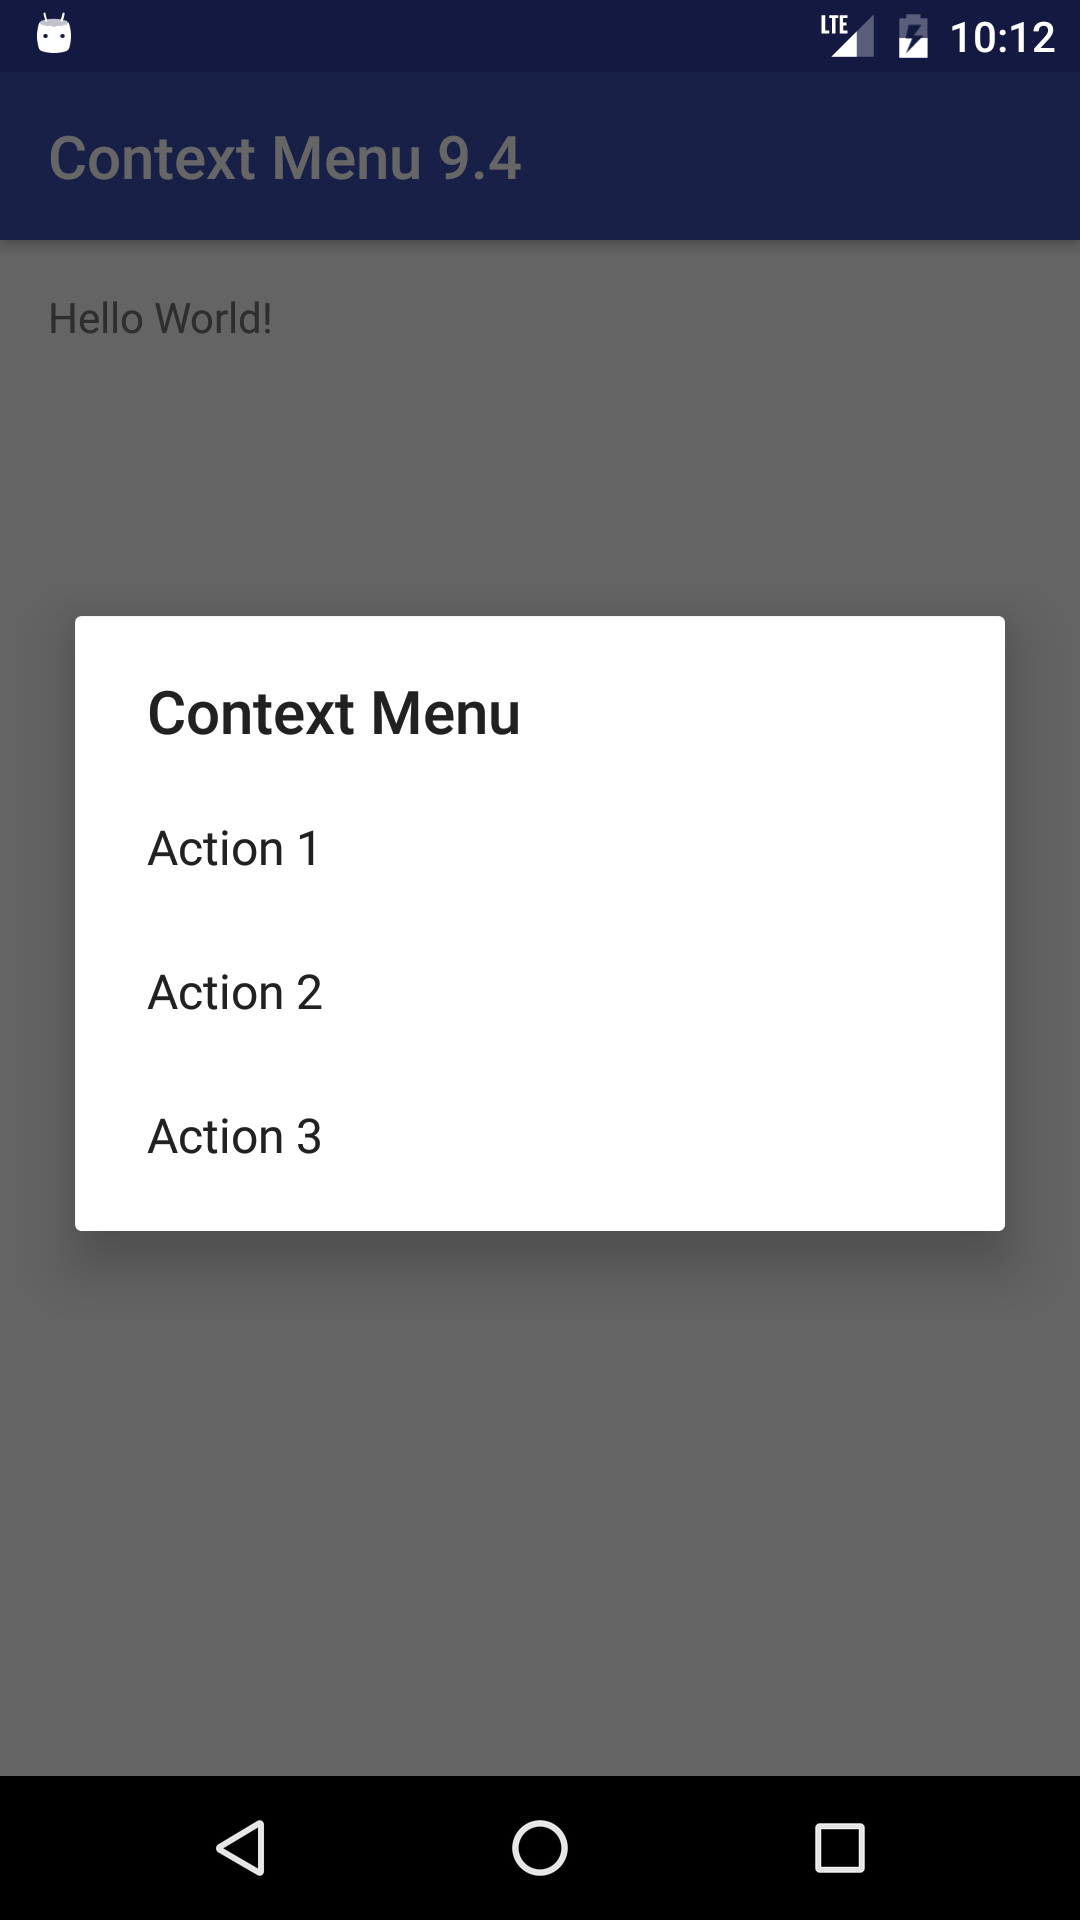 LTE 10:12
Context Menu 9.4
Hello World!
Context Menu
Action 1
Action 2
Action 3